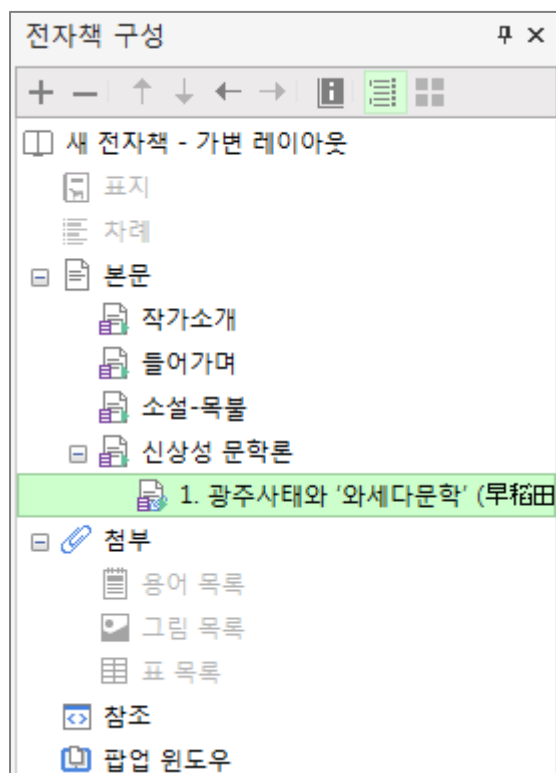 전자책 구성
새 전자책 - 가변 레이아웃
표지
차례
본문
작가소개
들어가며
소설-목불
신상성 문학론
1. 광주사태와 '와세다문학' (早稲田
첨부
용어 목록
그림 목록
표 목록
참조
팝업 윈도우